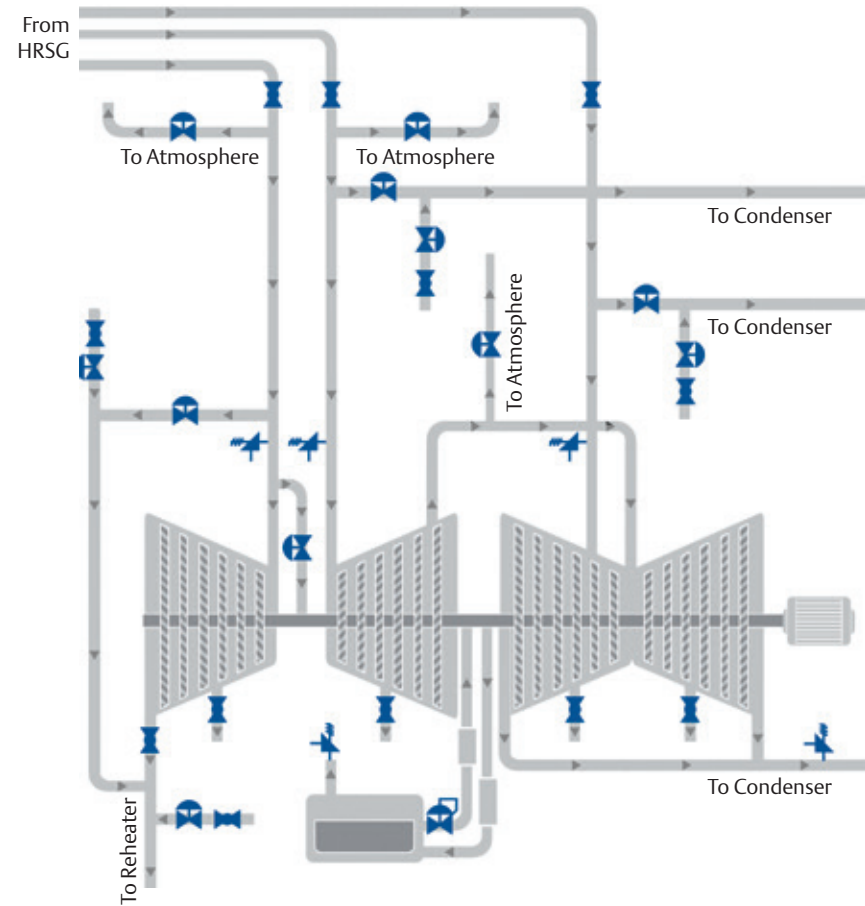 From
HRSG
To Atmosphere
To Atmosphere
To Condenser
To Atmosphere
To Condenser
To Condenser
To Reheater